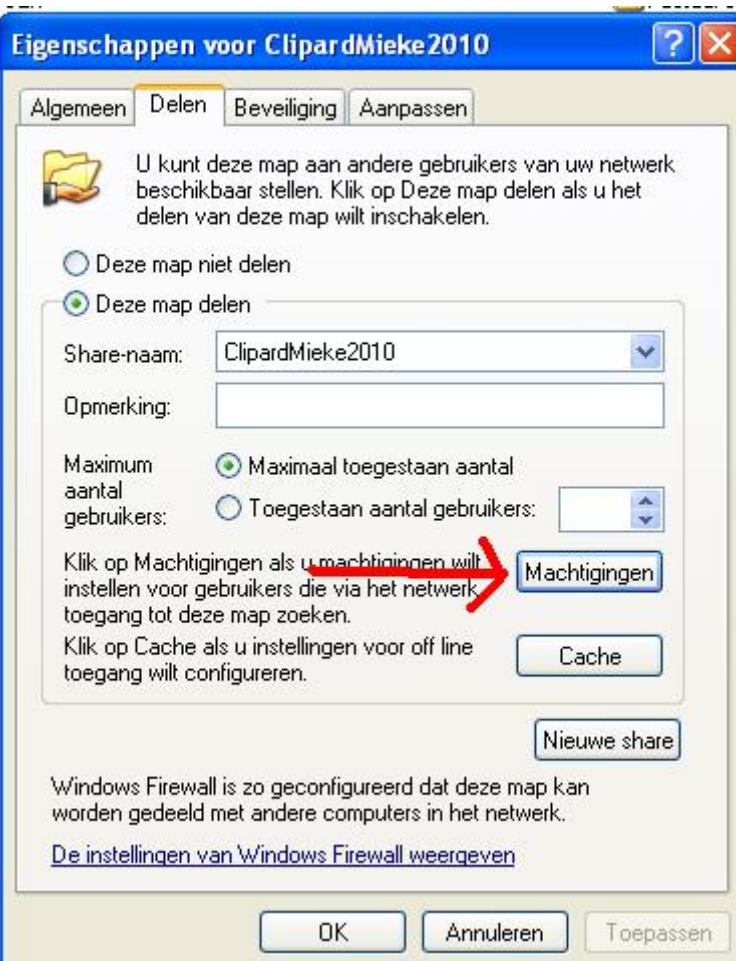 Eigenschappen voor ClipardMieke2010
Algemeen Delen Beveiliging Aanpassen
U kunt deze map aan andere gebruikers van uw netwerk
beschikbaar stellen. Klik op Deze map delen als u het
delen van deze map wilt inschakelen.
Deze map niet delen
Deze map delen
Share-naam: ClipardMieke2010
Opmerking:
Maximum
aantal
gebruikers:
Maximaal toegestaan aantal
Toegestaan aantal gebruikers:
Klik op Machtigingen als u machtigingen wilt
instellen voor gebruikers die via het netwerk
toegang tot deze map zoeken.
Machtigingen
Klik op Cache als u instellingen voor off line
toegang wilt configureren.
Cache
Nieuwe share
Windows Firewall is zo geconfigureerd dat deze map kan
worden gedeeld met andere computers in het netwerk.
De instellingen van Windows Firewall weergeven
OK Annuleren Toepassen